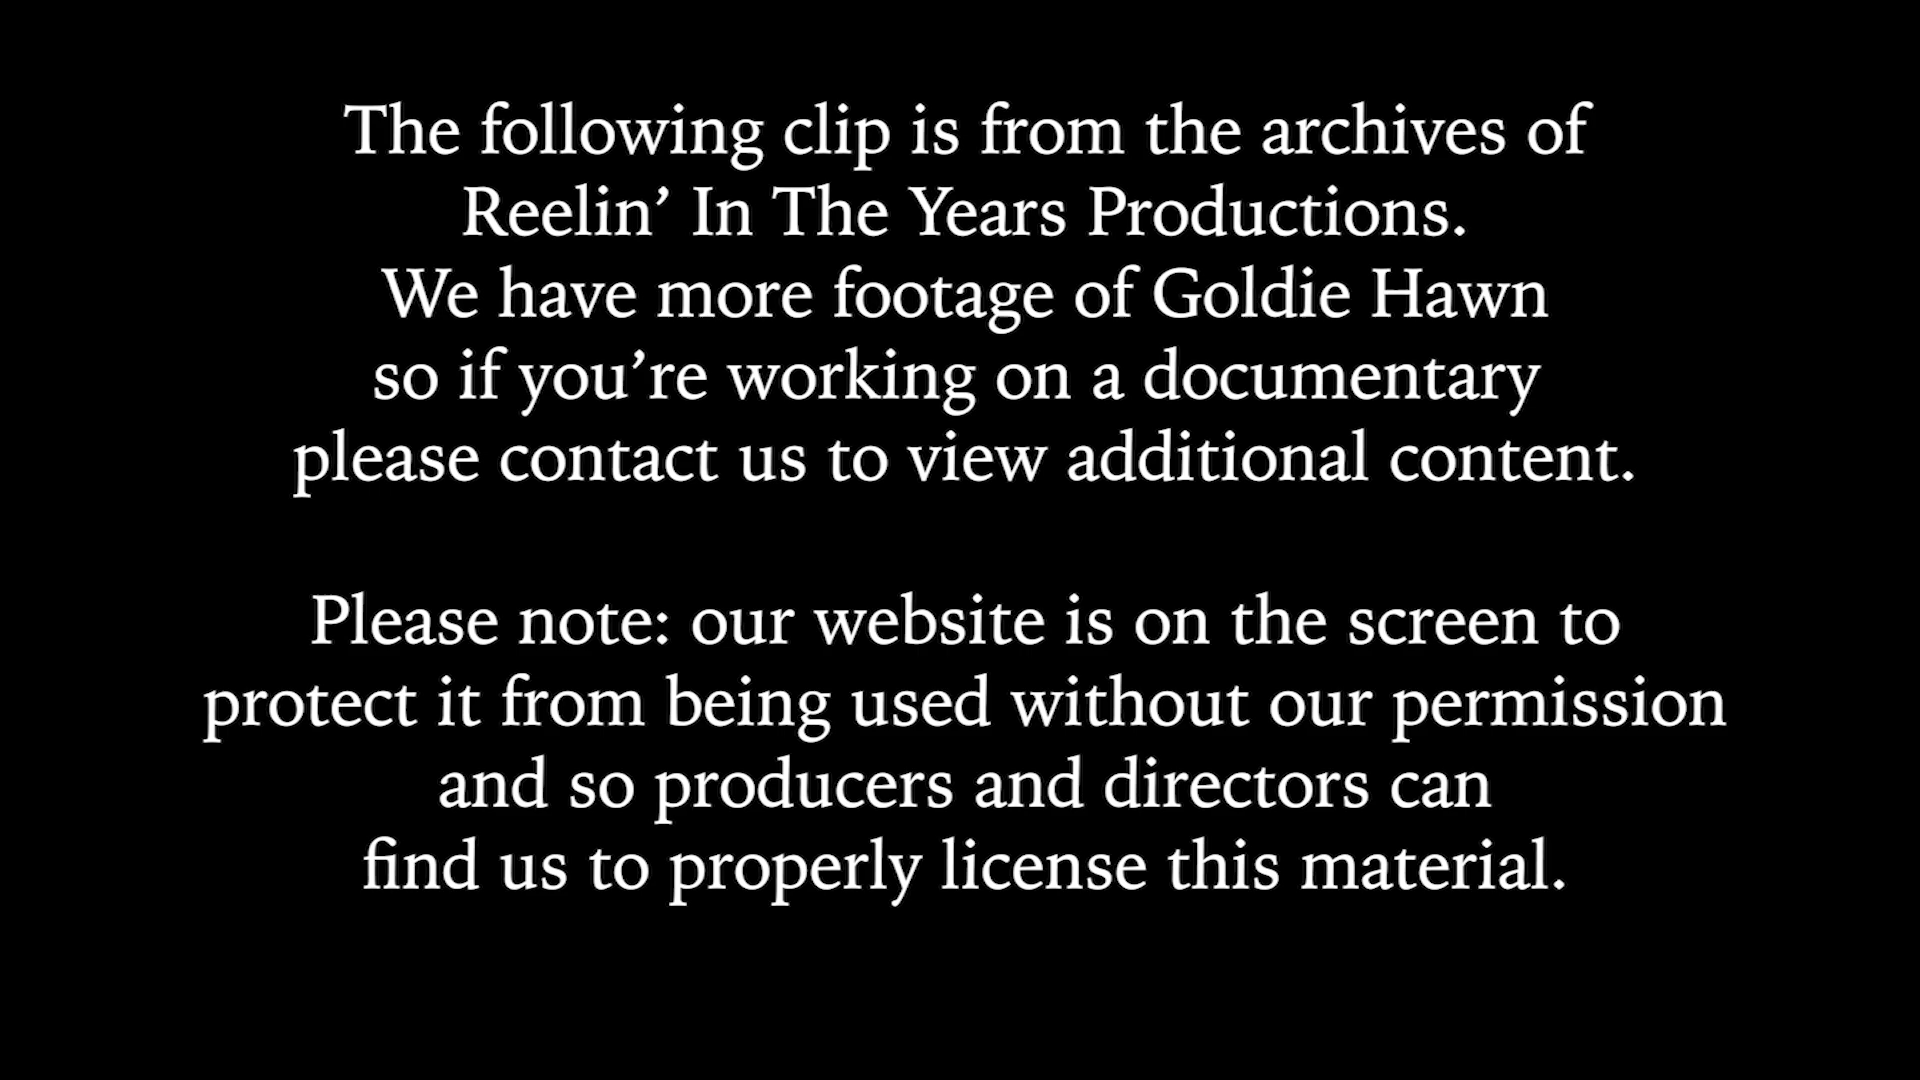 The following clip is from the archives of
Reelin’ In The Years Productions.
We have more footage of Goldie Hawn
so if you’re working on a documentary
please contact us to view additional content.
Please note: our website is on the screen to
protect it from being used without our permission
and so producers and directors can
find us to properly license this material.